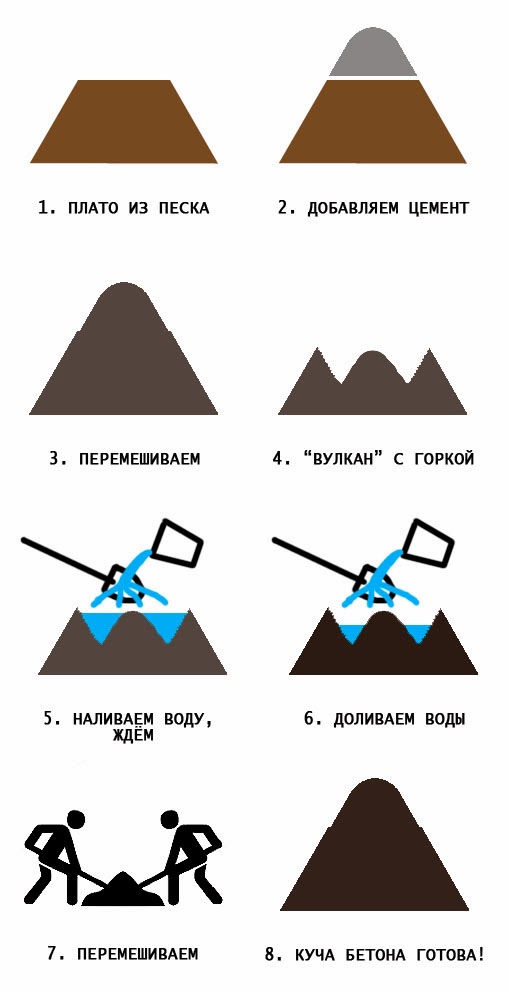 1. ПЛАТО ИЗ ПЕСКА
2. ДОБАВЛЯЕМ ЦЕМЕНТ
3. ПЕРЕМЕШИВАЕМ
4. “ВУЛКАН” С ГОРКОЙ
5. НАЛИВАЕМ ВОДУ,
ЖДЁМ
6. ДОЛИВАЕМ ВОДЫ
7. ПЕРЕМЕШИВАЕМ
8. КУЧА БЕТОНА ГОТОВА!